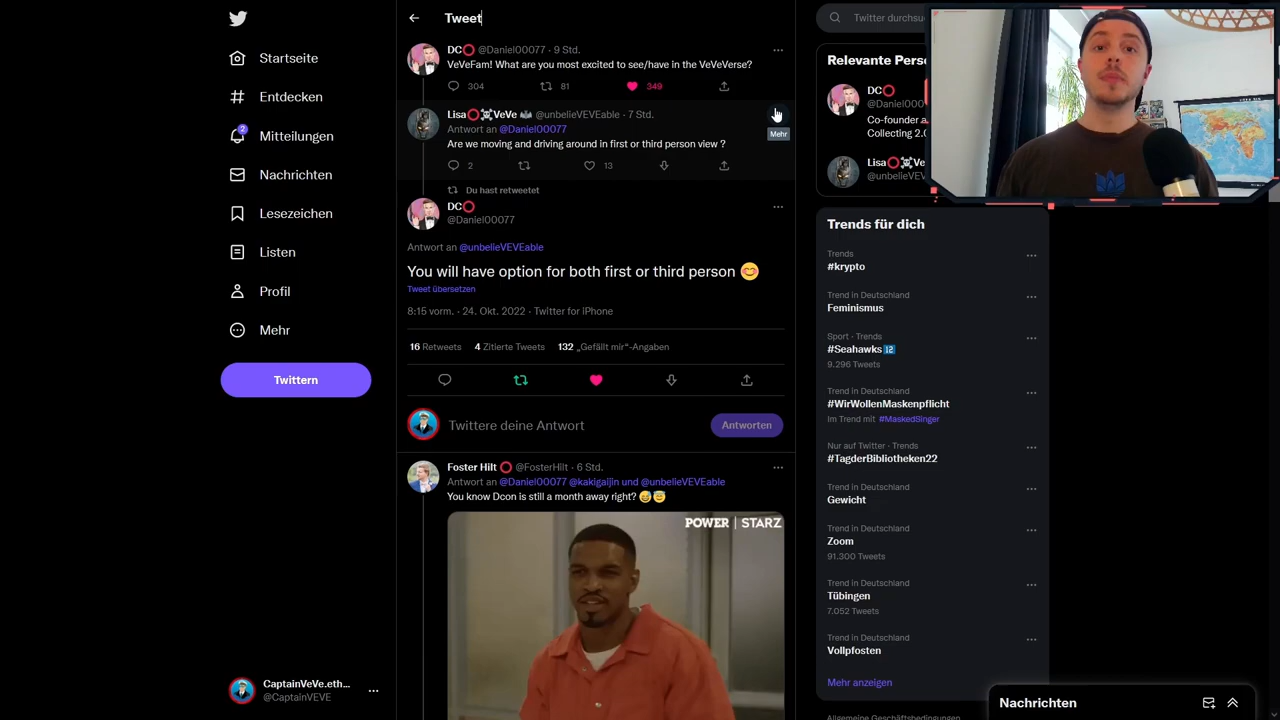 Startseite
Entdecken
2
Mitteilungen
Nachrichten
Lesezeichen
Listen
Profil
Mehr
Twittern
CaptainVeVe.eth...
@CaptainVEVE
Tweet
DC⭕ @Daniel00077 · 9 Std.
VeVeFam! What are you most excited to see/have in the VeVeVerse?
304 81 349
Lisa⭕☠️VeVe @unbelieVEVEable · 7 Std.
Antwort an @Daniel00077
Are we moving and driving around in first or third person view ?
2 13
Mehr
Du hast retweetet
DC⭕
@Daniel00077
Antwort an @unbelieVEVEable
You will have option for both first or third person 😊
Tweet übersetzen
8:15 vorm. · 24. Okt. 2022 · Twitter for iPhone
16 Retweets 4 Zitierte Tweets 132 „Gefällt mir“-Angaben
Twittere deine Antwort
Antworten
Foster Hilt ⭕ @FosterHilt · 6 Std.
Antwort an @Daniel00077 @kakigaijin und @unbelieVEVEable
You know Dcon is still a month away right? 😅😇
POWER | STARZ
Twitter durchsu
Relevante Perso
DC⭕
@Daniel000
Co-founder a
Collecting 2.0
Lisa⭕☠️Ve
@unbelieVE
Trends für dich
Trends
#krypto
Trend in Deutschland
Feminismus
Sport · Trends
#Seahawks
9.296 Tweets
Trend in Deutschland
#WirWollenMaskenpflicht
Im Trend mit #MaskedSinger
Nur auf Twitter · Trends
#TagderBibliotheken22
Trend in Deutschland
Gewicht
Trend in Deutschland
Zoom
91.300 Tweets
Trend in Deutschland
Tübingen
7.052 Tweets
Trend in Deutschland
Vollpfosten
Mehr anzeigen
Nachrichten